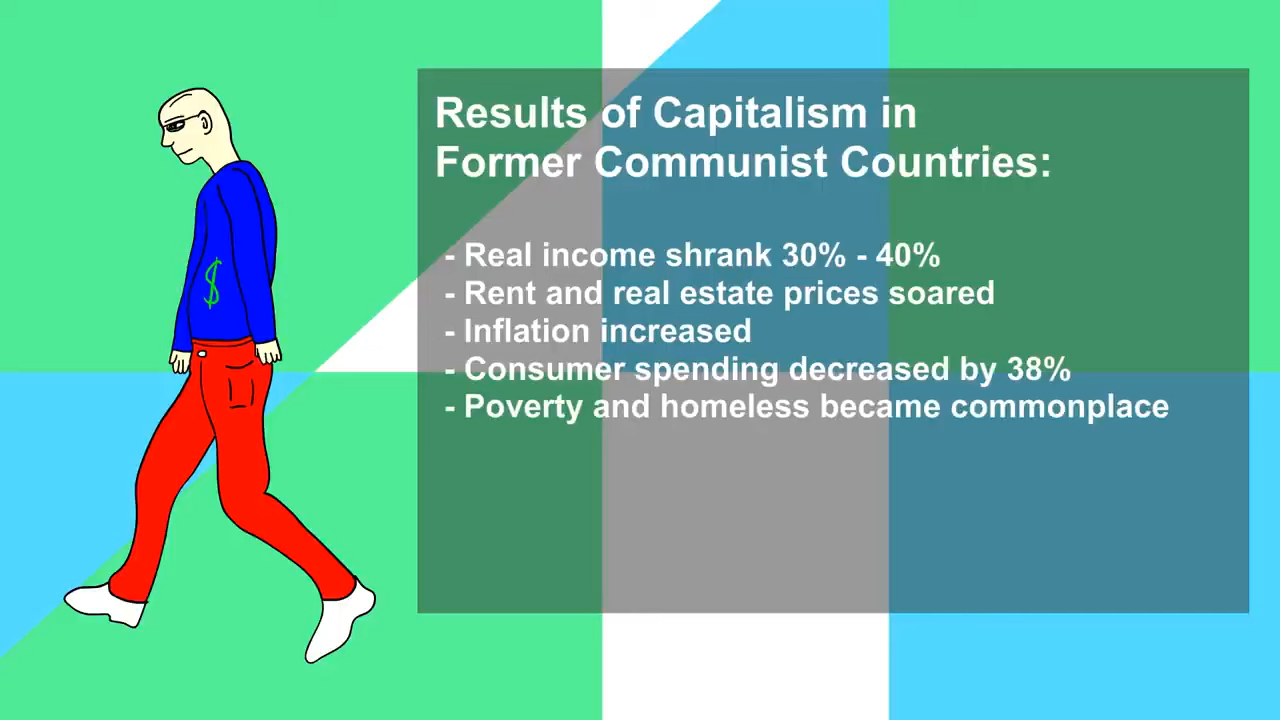 Results of Capitalism in
Former Communist Countries:
- Real income shrank 30% - 40%
- Rent and real estate prices soared
- Inflation increased
- Consumer spending decreased by 38%
- Poverty and homeless became commonplace
$